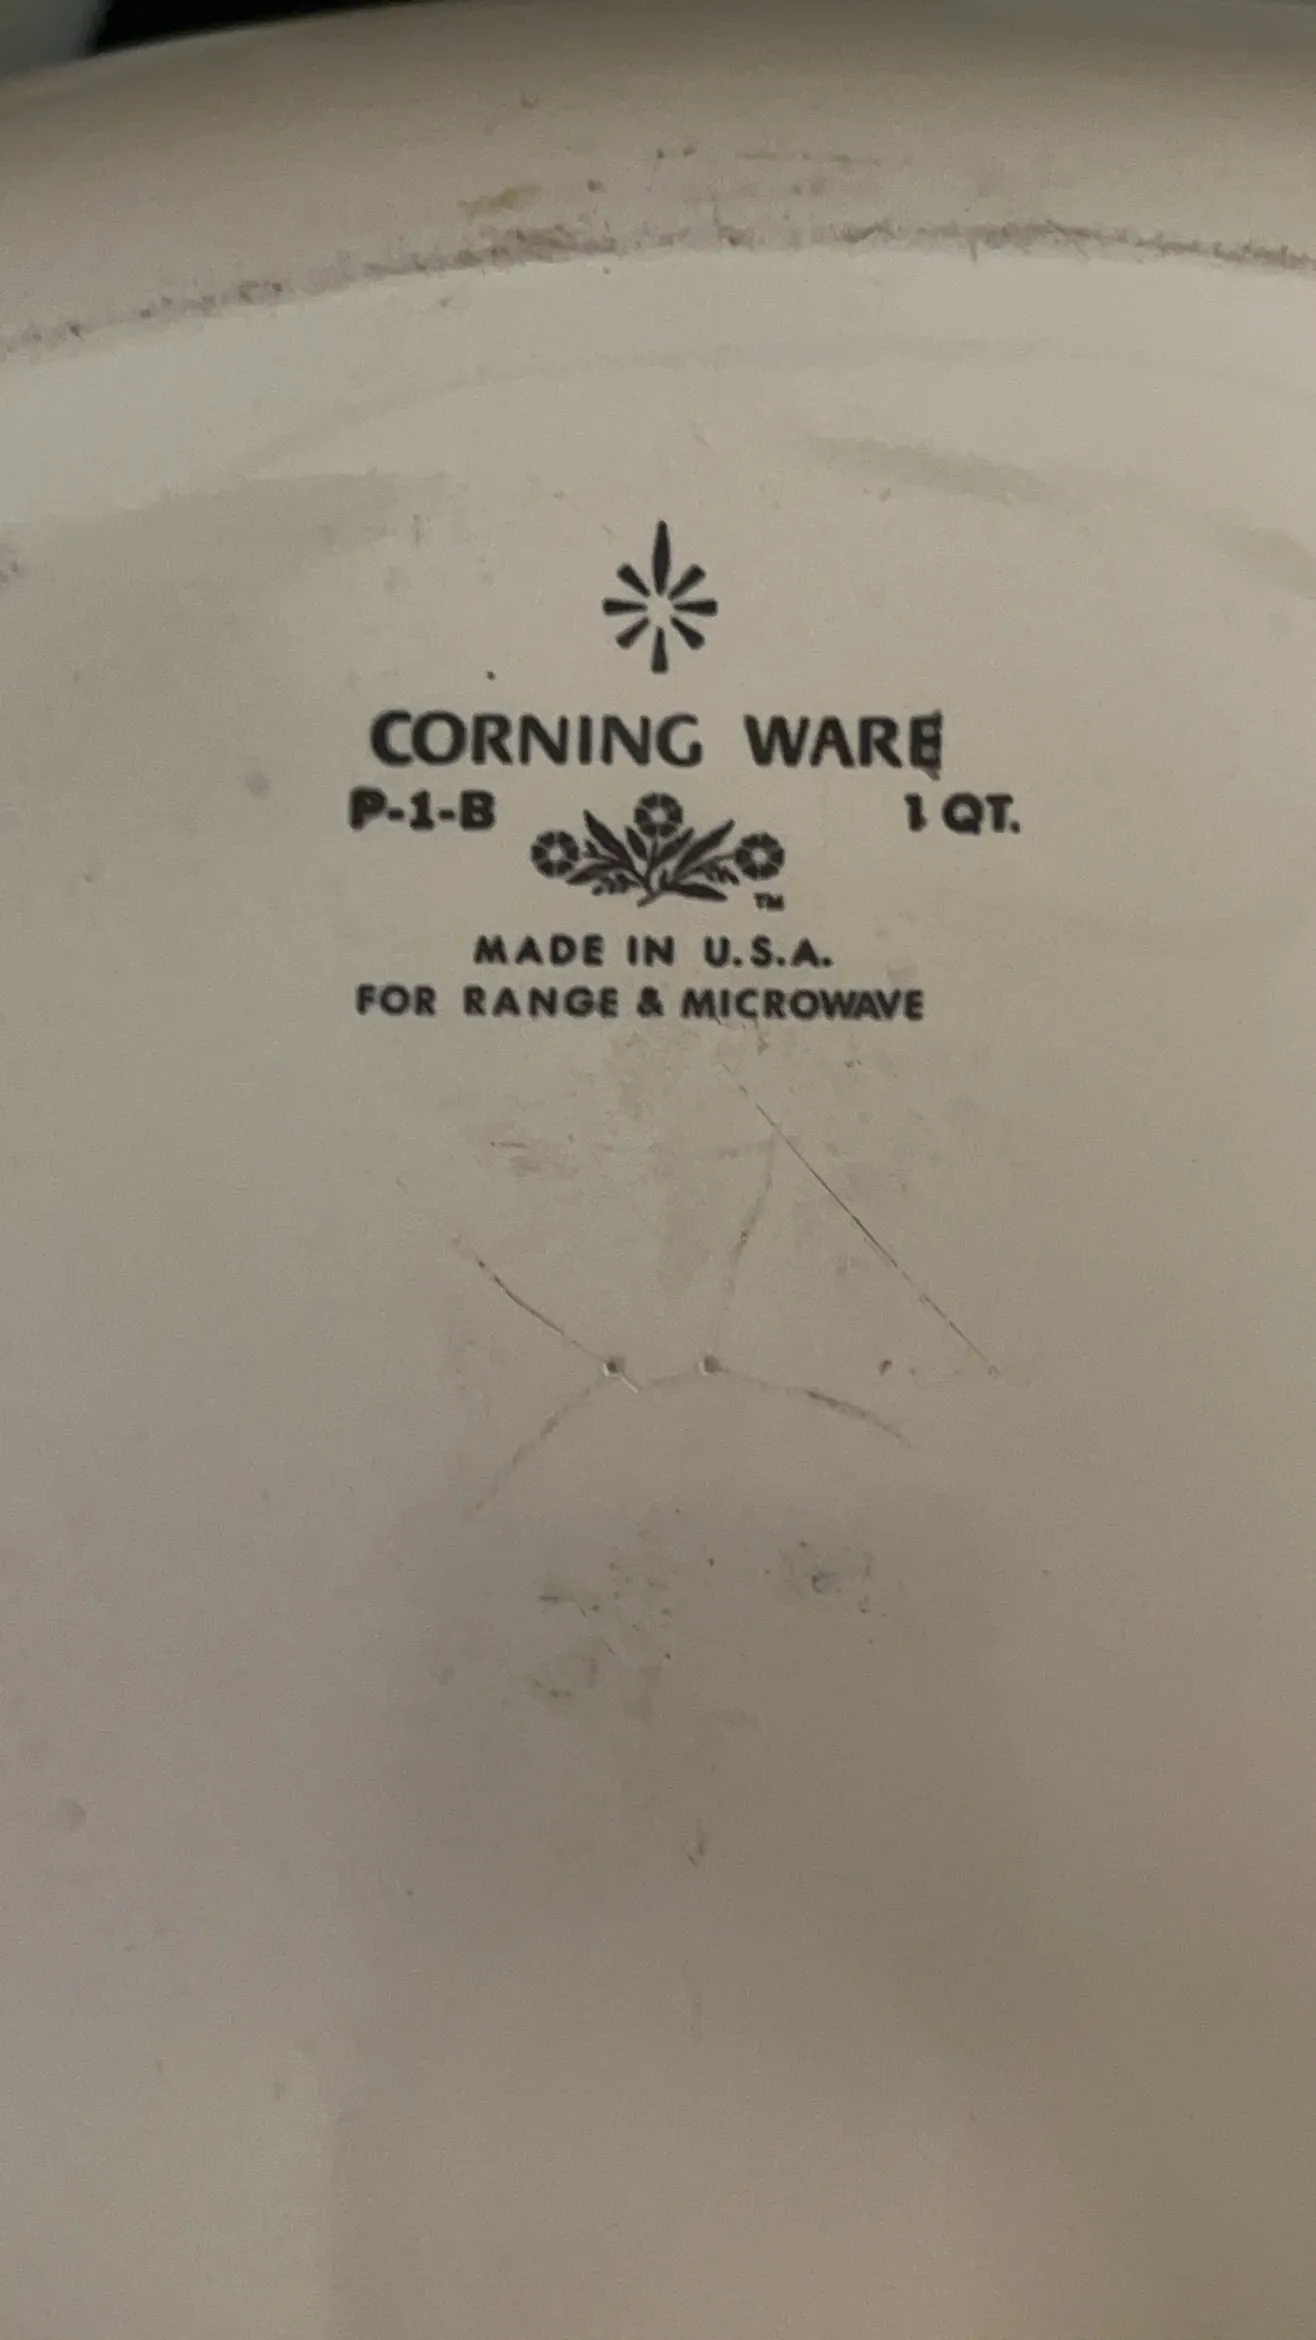 CORNING WARE
P-1-B 1 QT.
TM
MADE IN U.S.A.
FOR RANGE & MICROWAVE